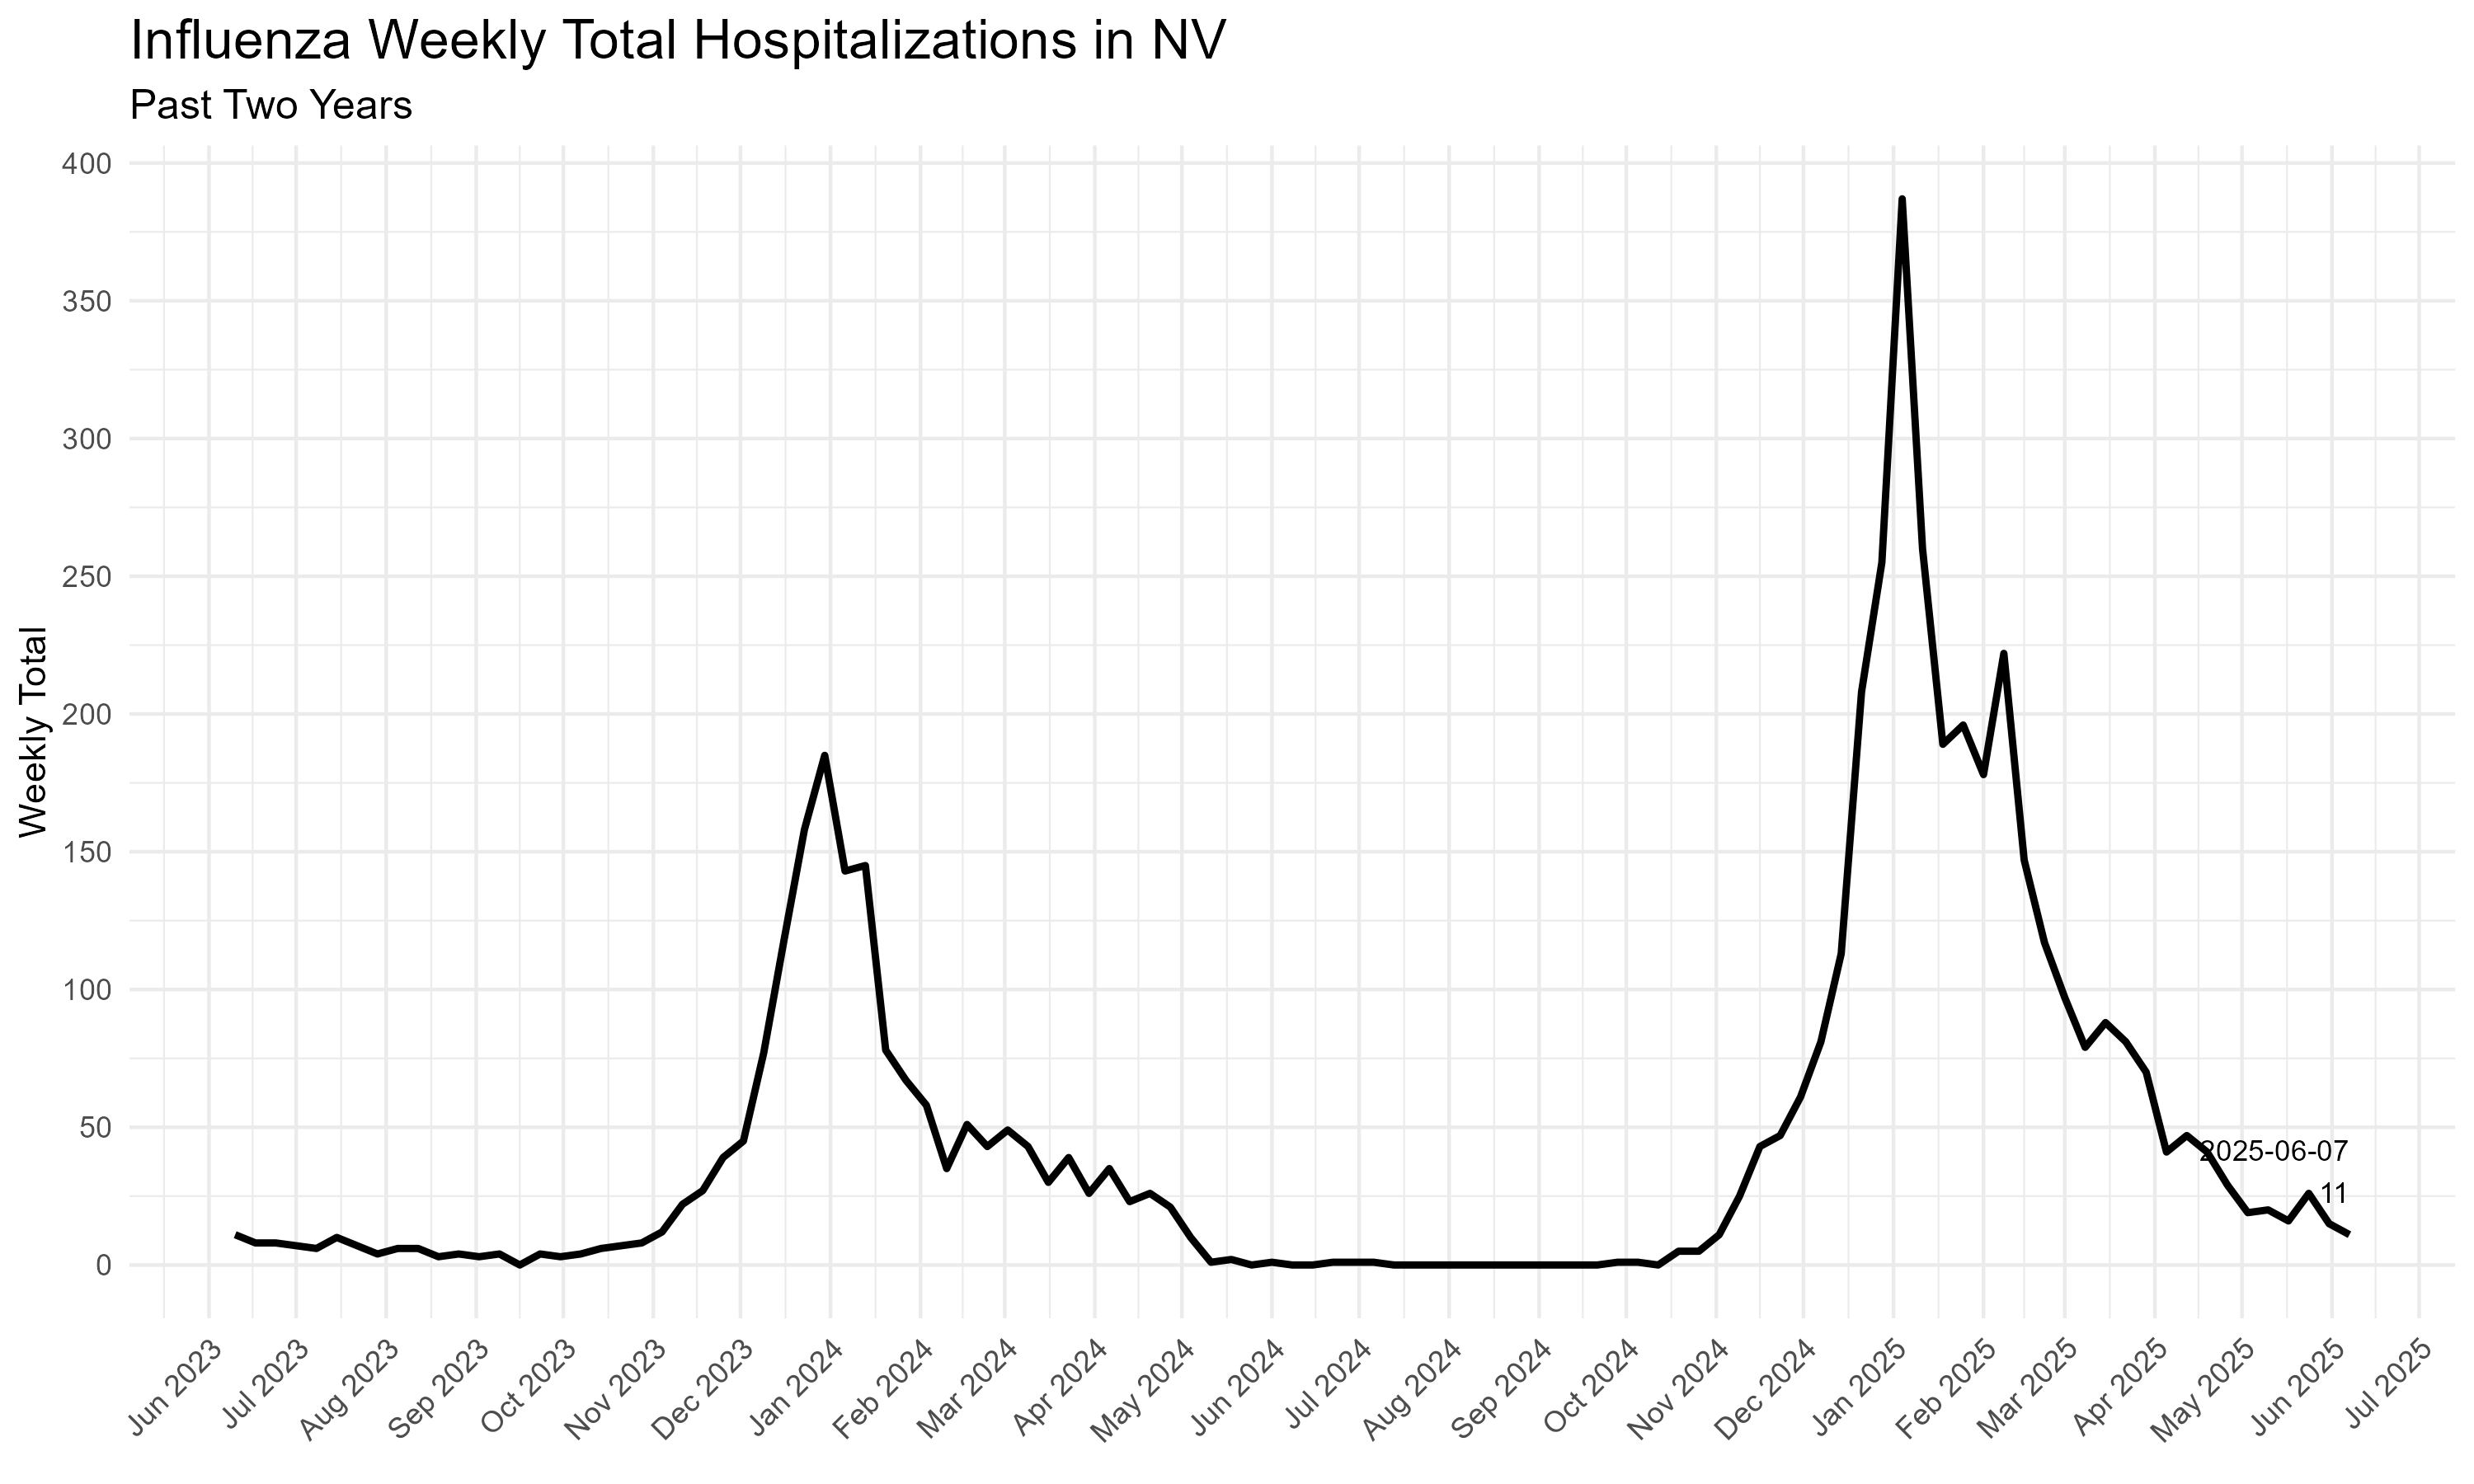 Influenza Weekly Total Hospitalizations in NV
Past Two Years
Weekly Total
400
350
300
250
200
150
100
50
0
2025-06-07
11
Jun 2023
Jul 2023
Aug 2023
Sep 2023
Oct 2023
Nov 2023
Dec 2023
Jan 2024
Feb 2024
Mar 2024
Apr 2024
May 2024
Jun 2024
Jul 2024
Aug 2024
Sep 2024
Oct 2024
Nov 2024
Dec 2024
Jan 2025
Feb 2025
Mar 2025
Apr 2025
May 2025
Jun 2025
Jul 2025